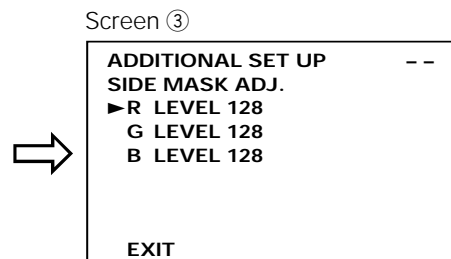 Screen ③
ADDITIONAL SET UP – –
SIDE MASK ADJ.
►R LEVEL 128
G LEVEL 128
B LEVEL 128
EXIT